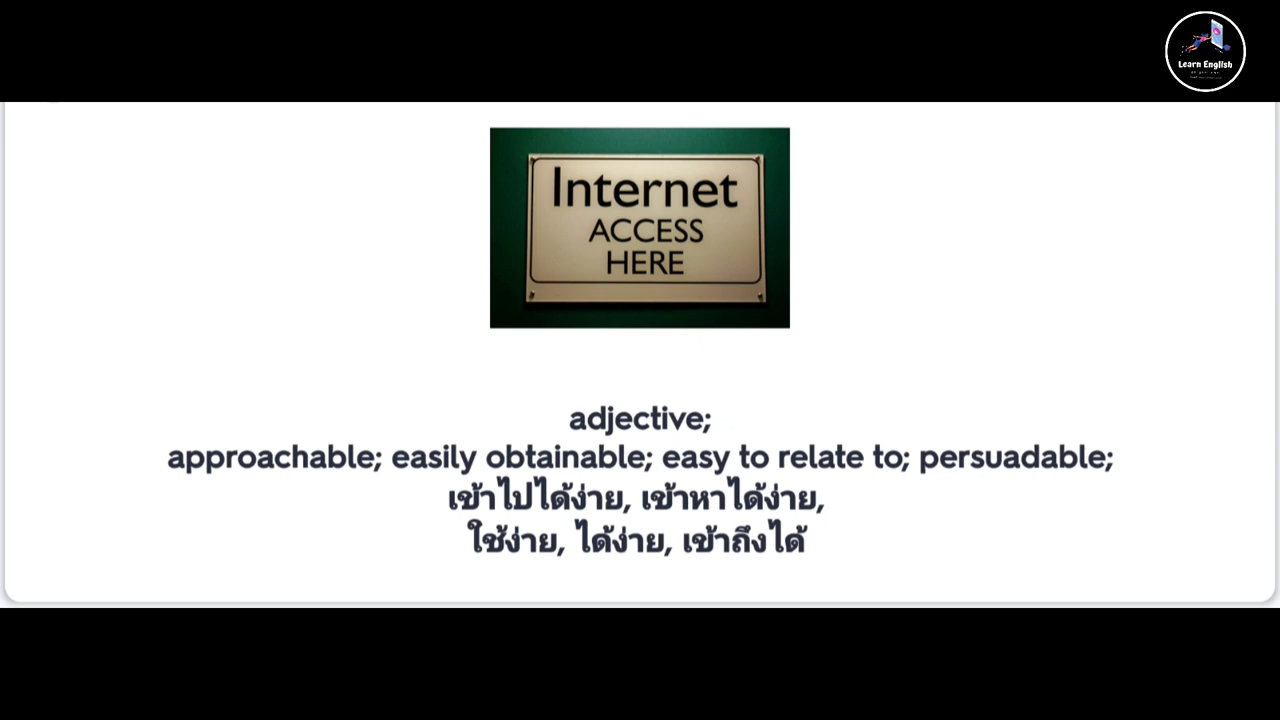 Learn English
Internet
ACCESS
HERE
adjective;
approachable; easily obtainable; easy to relate to; persuadable;
เข้าไปได้ง่าย, เข้าหาได้ง่าย,
ใช้ง่าย, ได้ง่าย, เข้าถึงได้